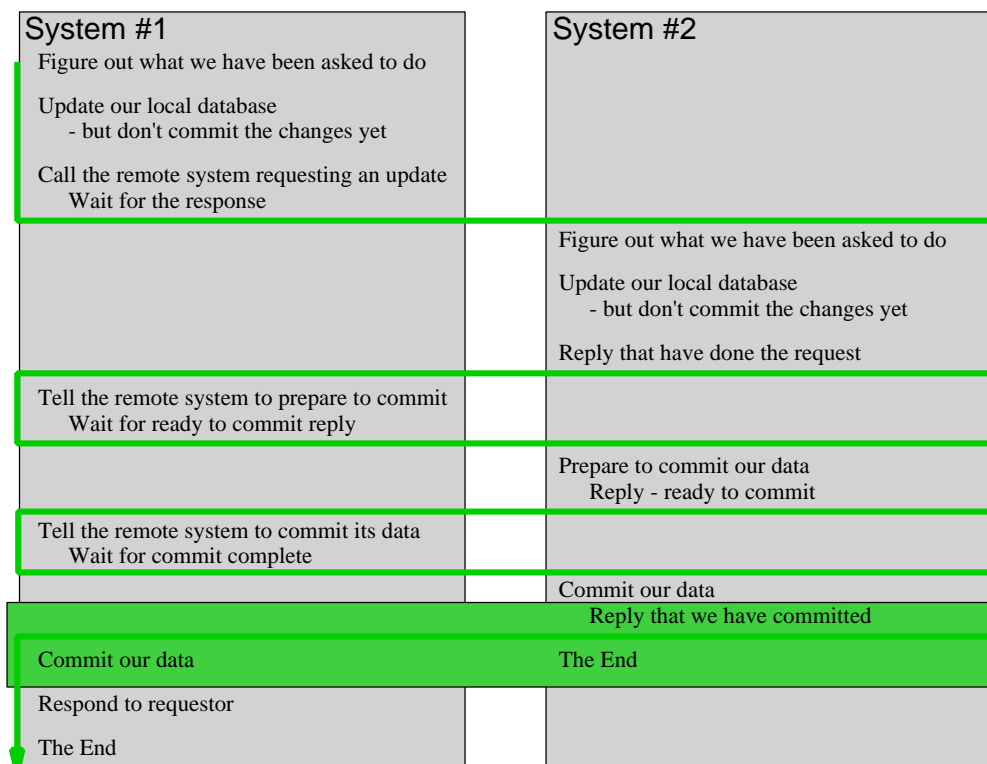 System #1
Figure out what we have been asked to do
Update our local database
- but don't commit the changes yet
Call the remote system requesting an update
Wait for the response
System #2
Figure out what we have been asked to do
Update our local database
- but don't commit the changes yet
Reply that have done the request
Tell the remote system to prepare to commit
Wait for ready to commit reply
Prepare to commit our data
Reply - ready to commit
Tell the remote system to commit its data
Wait for commit complete
Commit our data
Reply that we have committed
Commit our data
The End
Respond to requestor
The End